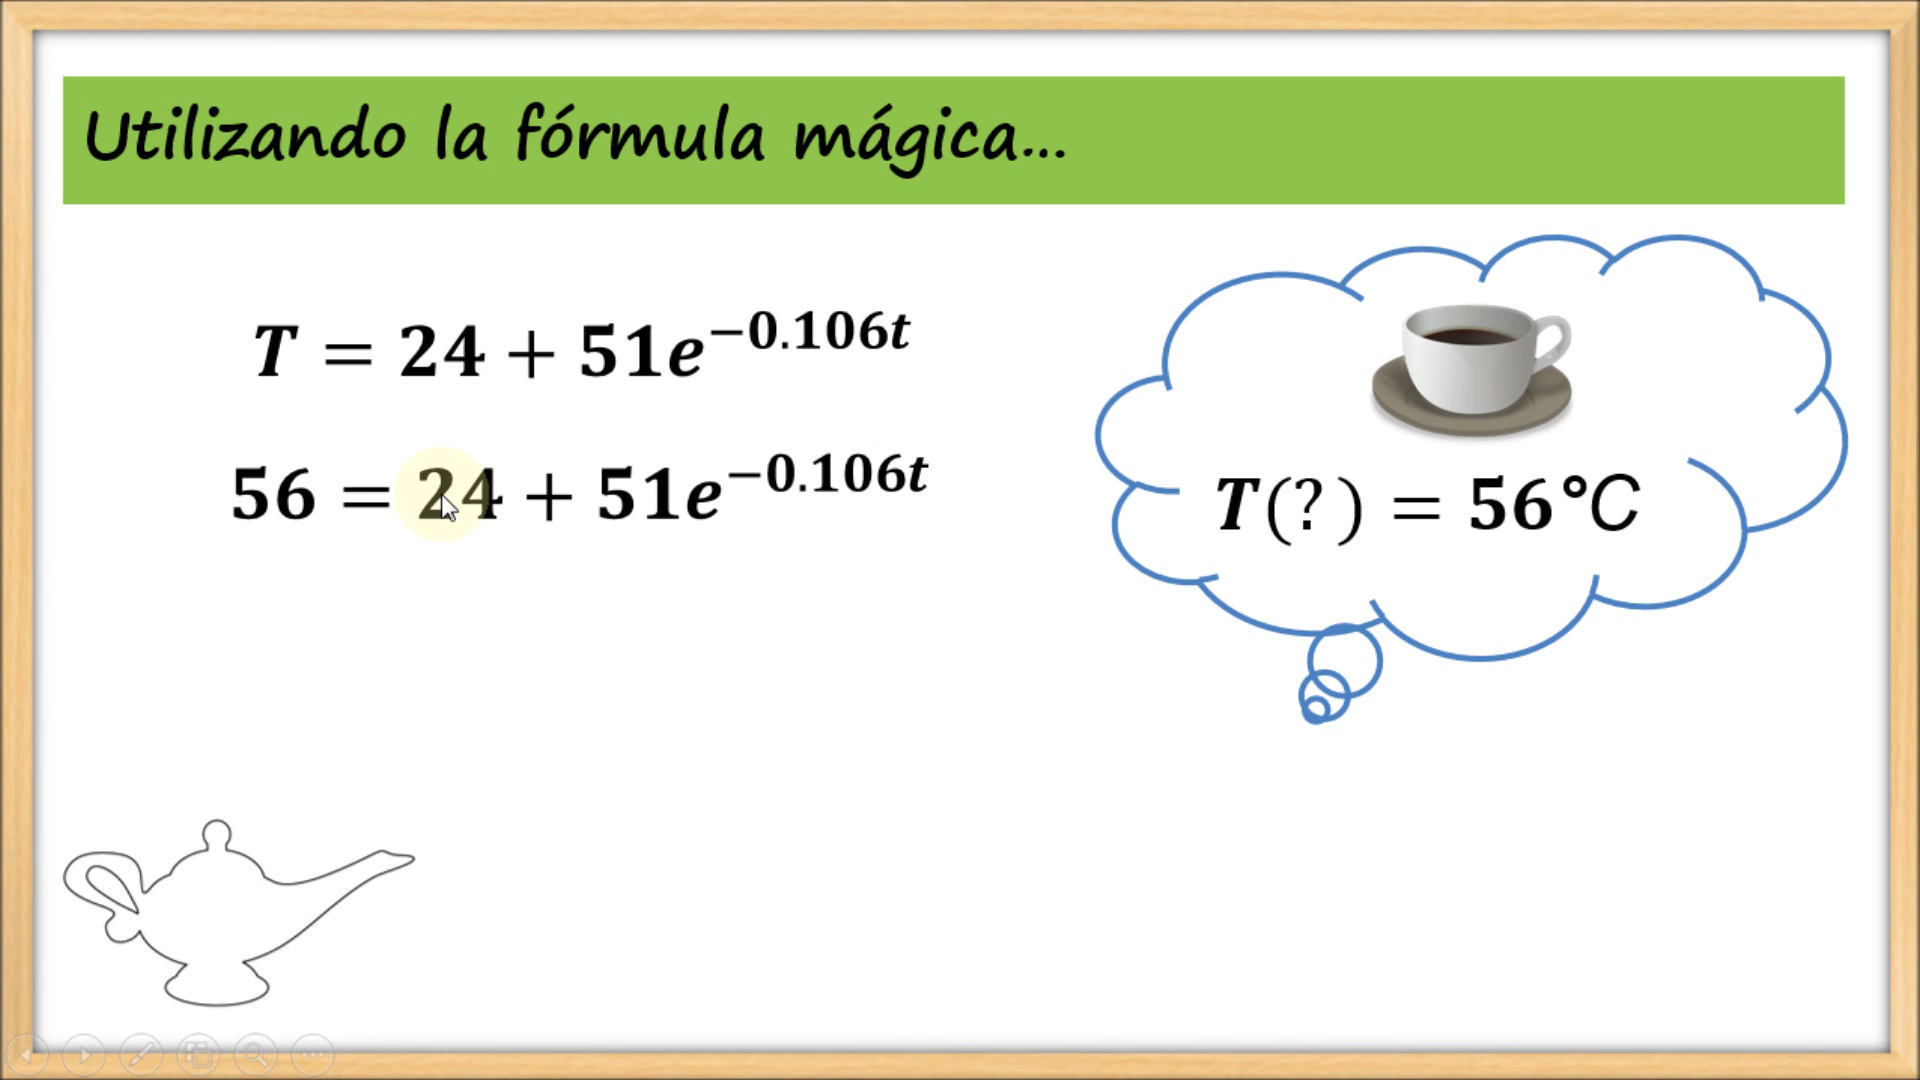 Utilizando la fórmula mágica...
T = 24 + 51e^{-0.106t}
56 = 24 + 51e^{-0.106t}
T(?) = 56°C